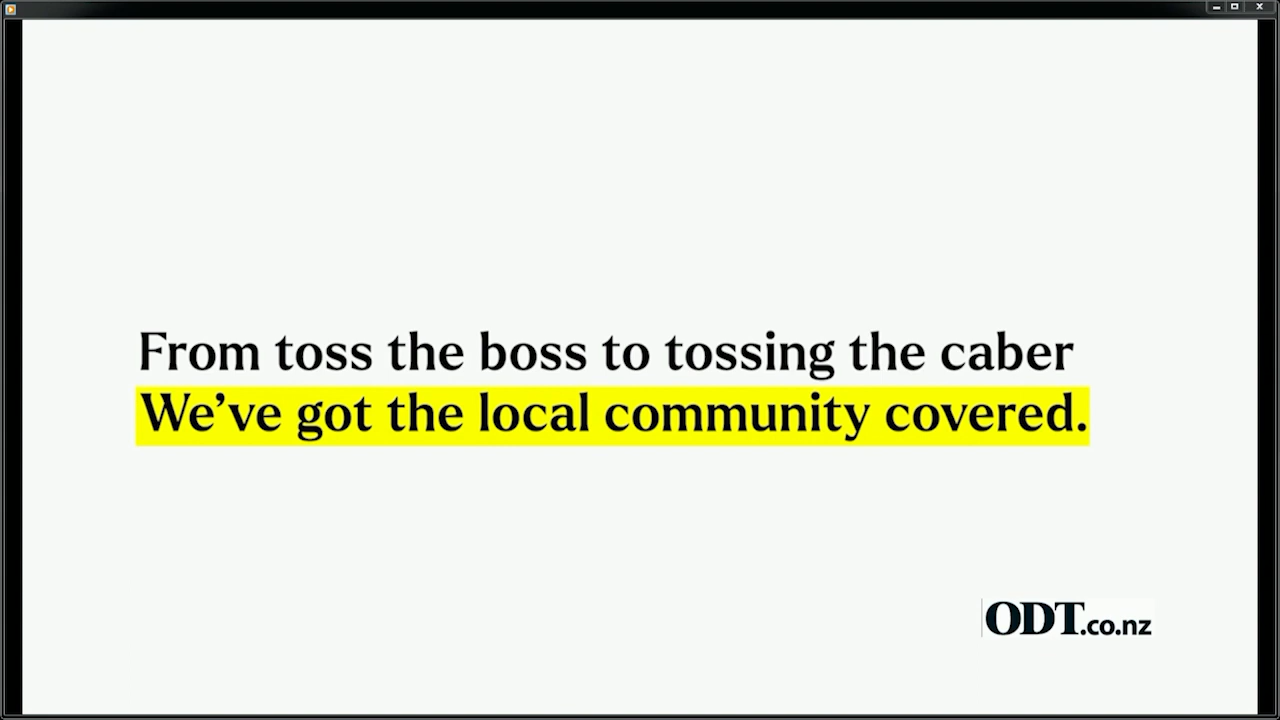 From toss the boss to tossing the caber
We’ve got the local community covered.
ODT.co.nz